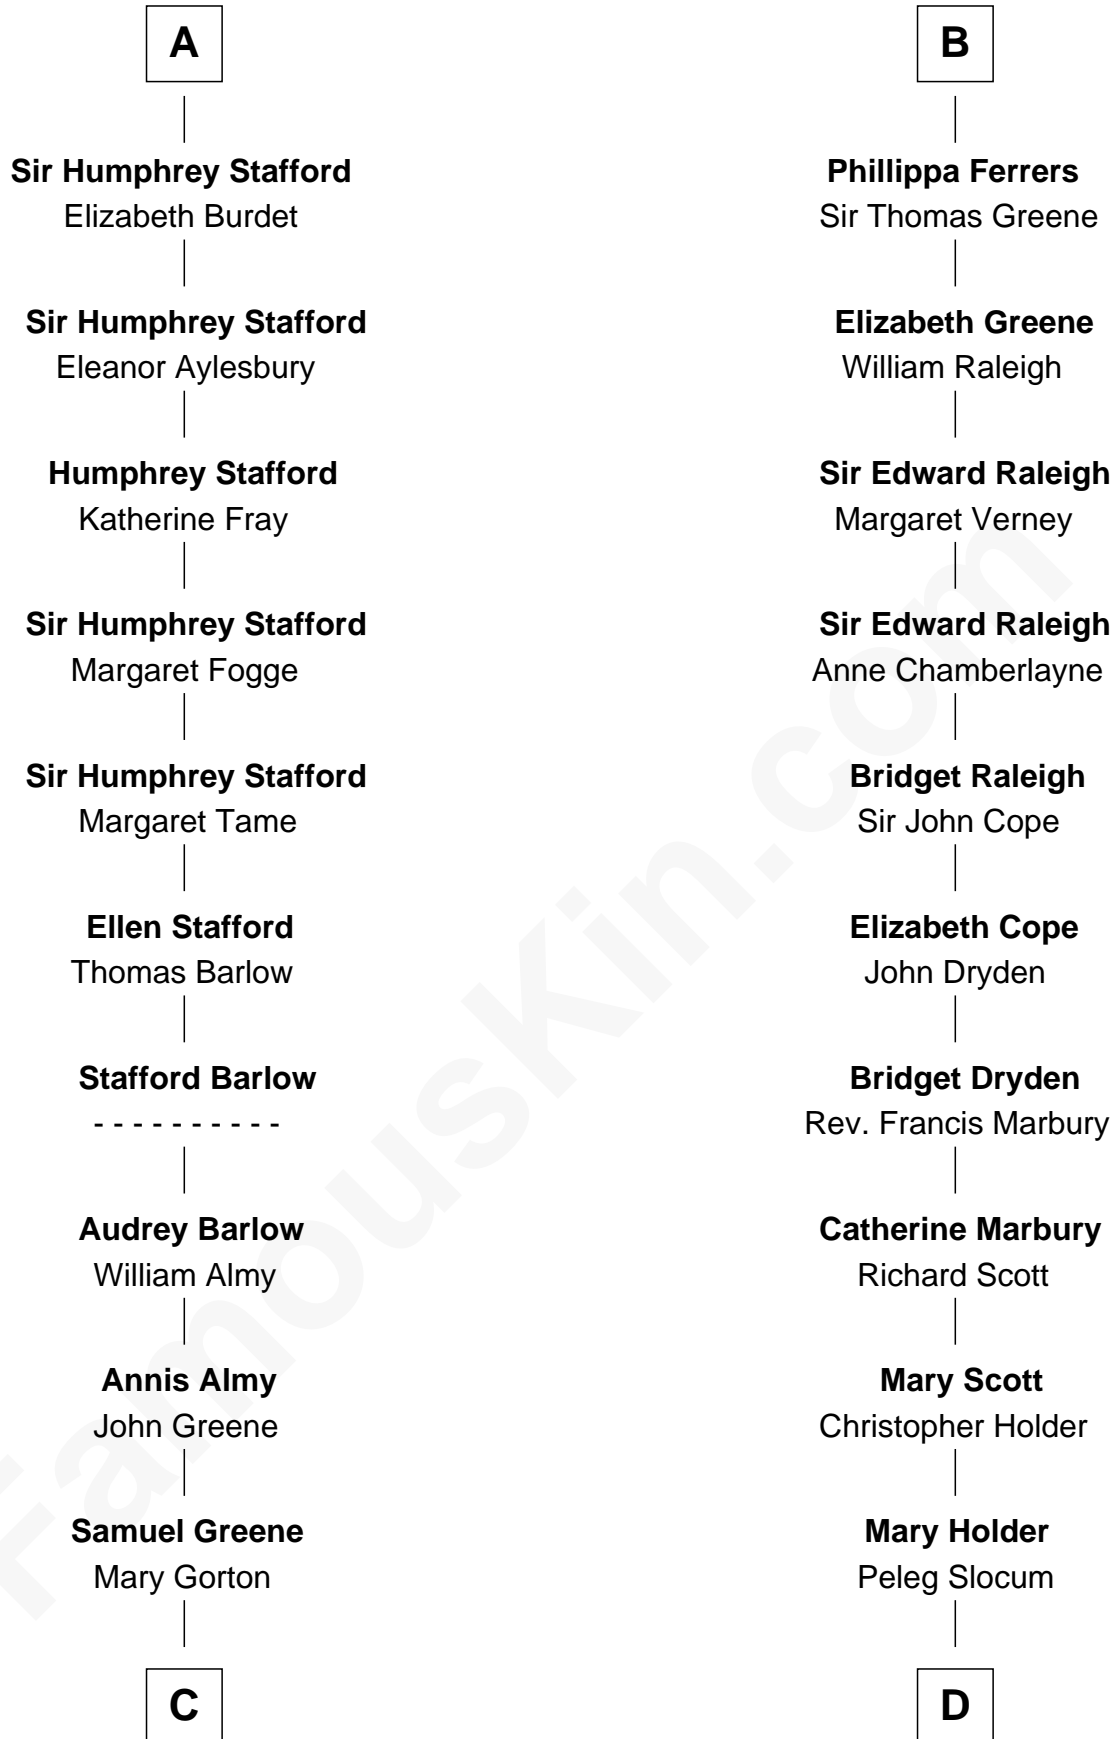 A
Sir Humphrey Stafford
Elizabeth Burdet
Sir Humphrey Stafford
Eleanor Aylesbury
Humphrey Stafford
Katherine Fray
Sir Humphrey Stafford
Margaret Fogge
Sir Humphrey Stafford
Margaret Tame
Ellen Stafford
Thomas Barlow
Stafford Barlow
- - - - - - - - - -
Audrey Barlow
William Almy
Annis Almy
John Greene
Samuel Greene
Mary Gorton
C
B
Phillippa Ferrers
Sir Thomas Greene
Elizabeth Greene
William Raleigh
Sir Edward Raleigh
Margaret Verney
Sir Edward Raleigh
Anne Chamberlayne
Bridget Raleigh
Sir John Cope
Elizabeth Cope
John Dryden
Bridget Dryden
Rev. Francis Marbury
Catherine Marbury
Richard Scott
Mary Scott
Christopher Holder
Mary Holder
Peleg Slocum
D
FamousKin.com